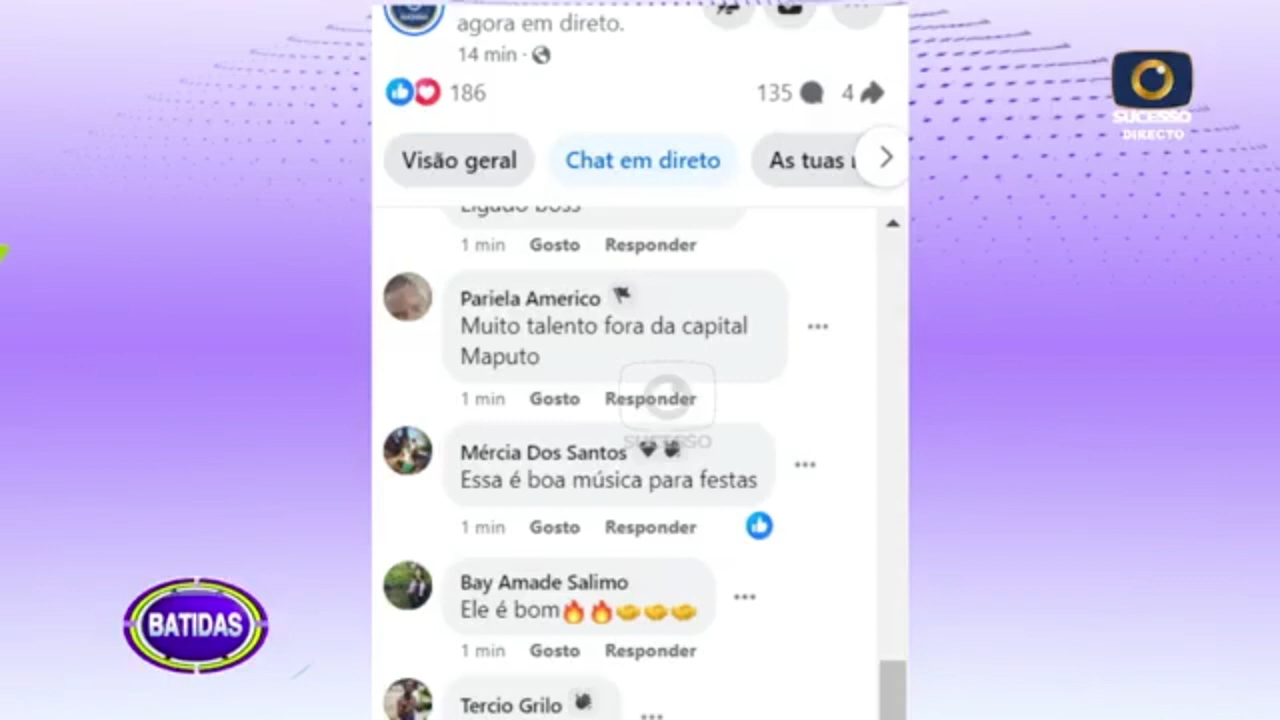 agora em direto.
14 min ·
186
135
4
SUCESSO
DIRECTO
Visão geral
Chat em direto
As tuas
Ligado boss
1 min Gosto Responder
Pariela Americo
Muito talento fora da capital
Maputo
1 min Gosto Responder
SUCESSO
Mércia Dos Santos
Essa é boa música para festas
1 min Gosto Responder
Bay Amade Salimo
Ele é bom🔥🔥🤝🤝🤝
1 min Gosto Responder
BATIDAS
Tercio Grilo